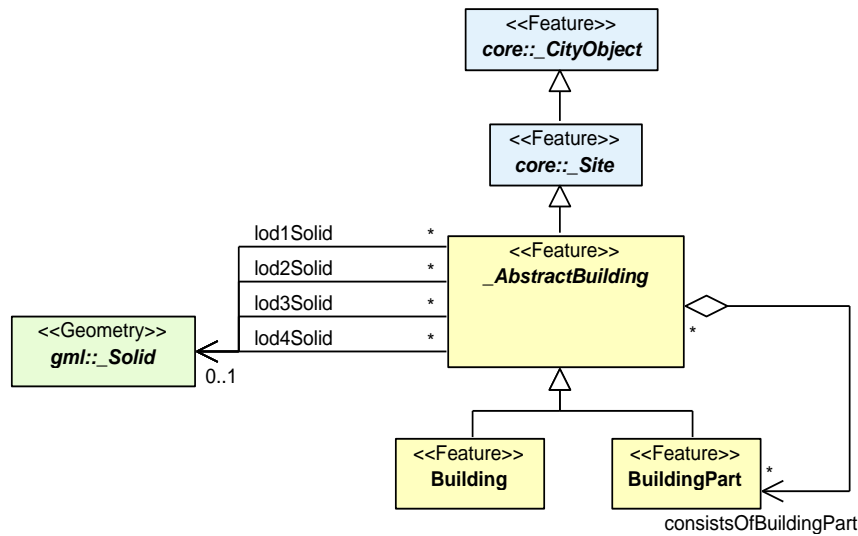 <<Feature>>
core::_CityObject
<<Feature>>
core::_Site
lod1Solid *
<<Feature>>
_AbstractBuilding
lod2Solid *
lod3Solid *
<<Geometry>>
gml::_Solid
lod4Solid *
*
0..1
<<Feature>>
Building
<<Feature>>
BuildingPart
*
consistsOfBuildingPart